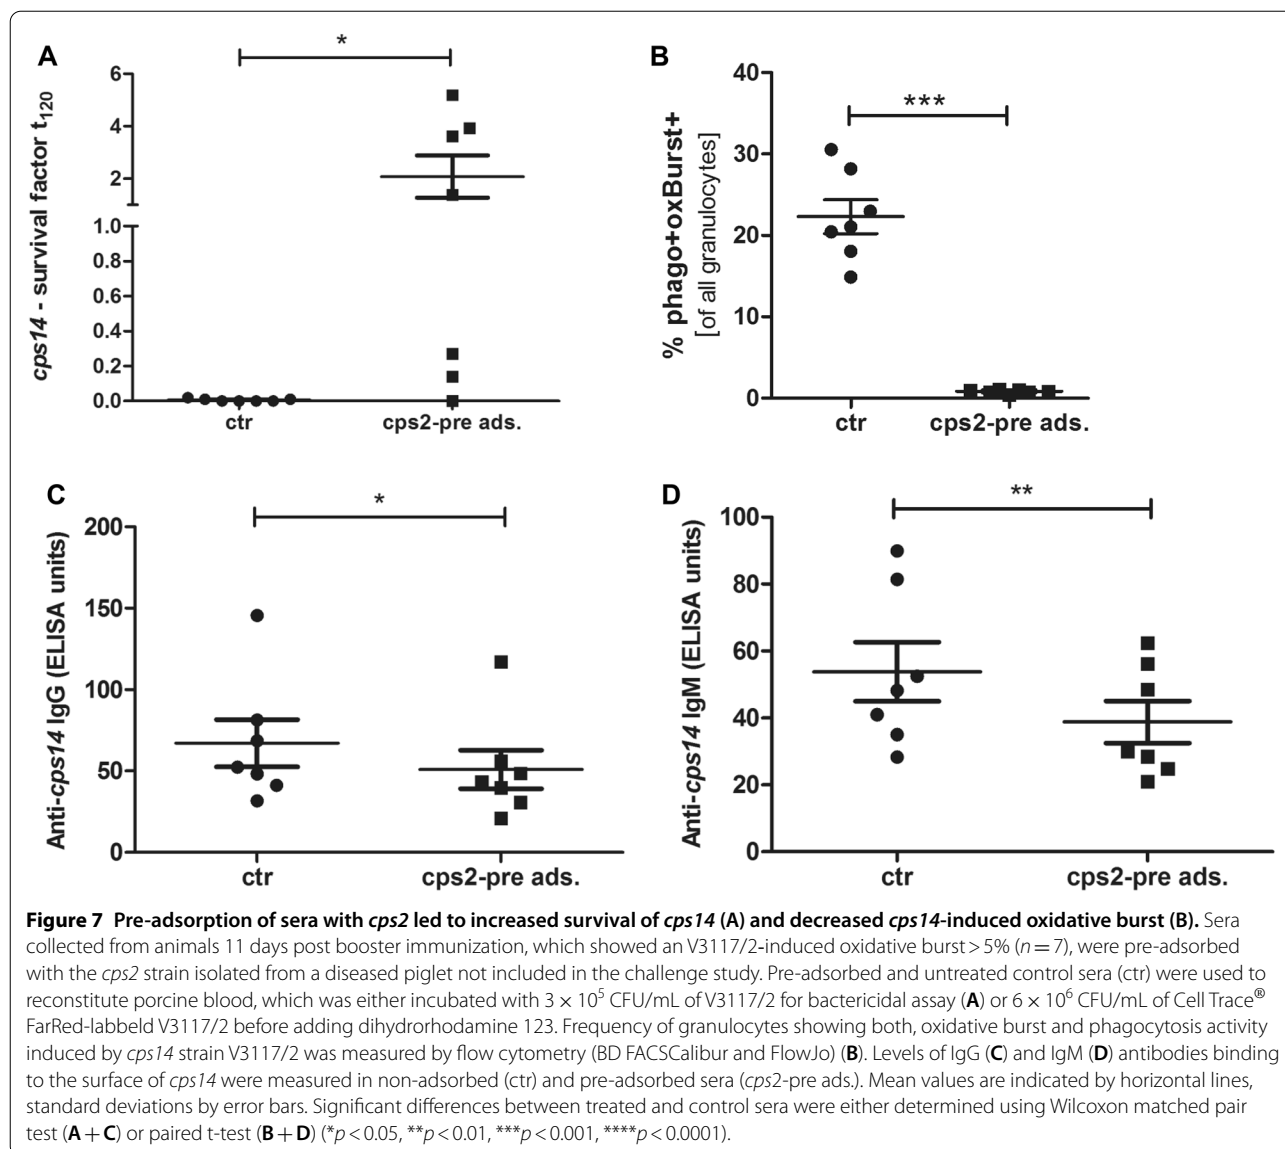 A
*
6
4
2
1.0
0.8
0.6
0.4
0.2
0.0
cps14 - survival factor t120
ctr
cps2-pre ads.
B
***
40
30
20
10
0
% phago+oxBurst+
[of all granulocytes]
ctr
cps2-pre ads.
C
*
200
150
100
50
0
Anti-cps14 IgG (ELISA units)
ctr
cps2-pre ads.
D
**
100
80
60
40
20
0
Anti-cps14 IgM (ELISA units)
ctr
cps2-pre ads.
Figure 7 Pre-adsorption of sera with cps2 led to increased survival of cps14 (A) and decreased cps14-induced oxidative burst (B). Sera
collected from animals 11 days post booster immunization, which showed an V3117/2-induced oxidative burst > 5% (n = 7), were pre-adsorbed
with the cps2 strain isolated from a diseased piglet not included in the challenge study. Pre-adsorbed and untreated control sera (ctr) were used to
reconstitute porcine blood, which was either incubated with 3 × 10⁵ CFU/mL of V3117/2 for bactericidal assay (A) or 6 × 10⁶ CFU/mL of Cell Trace®
FarRed-labbeld V3117/2 before adding dihydrorhodamine 123. Frequency of granulocytes showing both, oxidative burst and phagocytosis activity
induced by cps14 strain V3117/2 was measured by flow cytometry (BD FACSCalibur and FlowJo) (B). Levels of IgG (C) and IgM (D) antibodies binding
to the surface of cps14 were measured in non-adsorbed (ctr) and pre-adsorbed sera (cps2-pre ads.). Mean values are indicated by horizontal lines,
standard deviations by error bars. Significant differences between treated and control sera were either determined using Wilcoxon matched pair
test (A + C) or paired t-test (B + D) (*p < 0.05, **p < 0.01, ***p < 0.001, ****p < 0.0001).